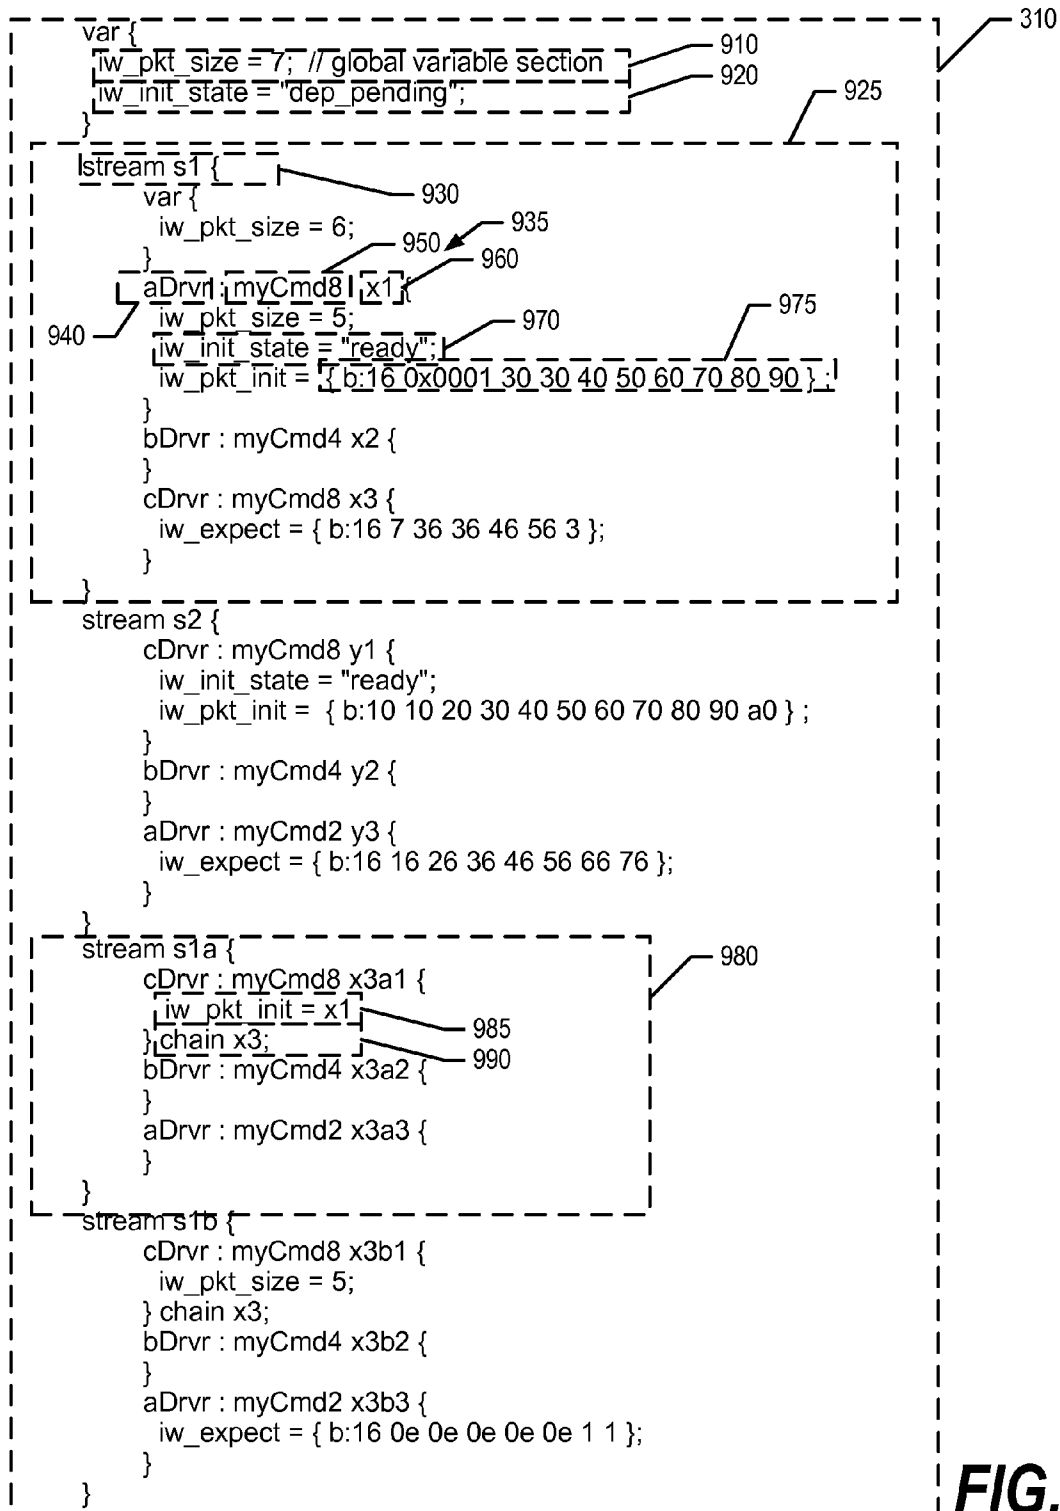 310
var {
iw_pkt_size = 7; // global variable section
910
iw_init_state = "dep_pending";
920
}
925
stream s1 {
930
var {
iw_pkt_size = 6;
}
950
935
aDrvr : myCmd8 x1 {
960
940
iw_pkt_size = 5;
iw_init_state = "ready";
970
975
iw_pkt_init = { b:16 0x0001 30 30 40 50 60 70 80 90 } ;
}
bDrvr : myCmd4 x2 {
}
cDrvr : myCmd8 x3 {
iw_expect = { b:16 7 36 36 46 56 3 };
}
}
stream s2 {
cDrvr : myCmd8 y1 {
iw_init_state = "ready";
iw_pkt_init = { b:10 10 20 30 40 50 60 70 80 90 a0 } ;
}
bDrvr : myCmd4 y2 {
}
aDrvr : myCmd2 y3 {
iw_expect = { b:16 16 26 36 46 56 66 76 };
}
}
stream s1a {
980
cDrvr : myCmd8 x3a1 {
iw_pkt_init = x1
985
} chain x3;
990
bDrvr : myCmd4 x3a2 {
}
aDrvr : myCmd2 x3a3 {
}
}
stream s1b {
cDrvr : myCmd8 x3b1 {
iw_pkt_size = 5;
} chain x3;
bDrvr : myCmd4 x3b2 {
}
aDrvr : myCmd2 x3b3 {
iw_expect = { b:16 0e 0e 0e 0e 0e 1 1 };
}
}
FIG.